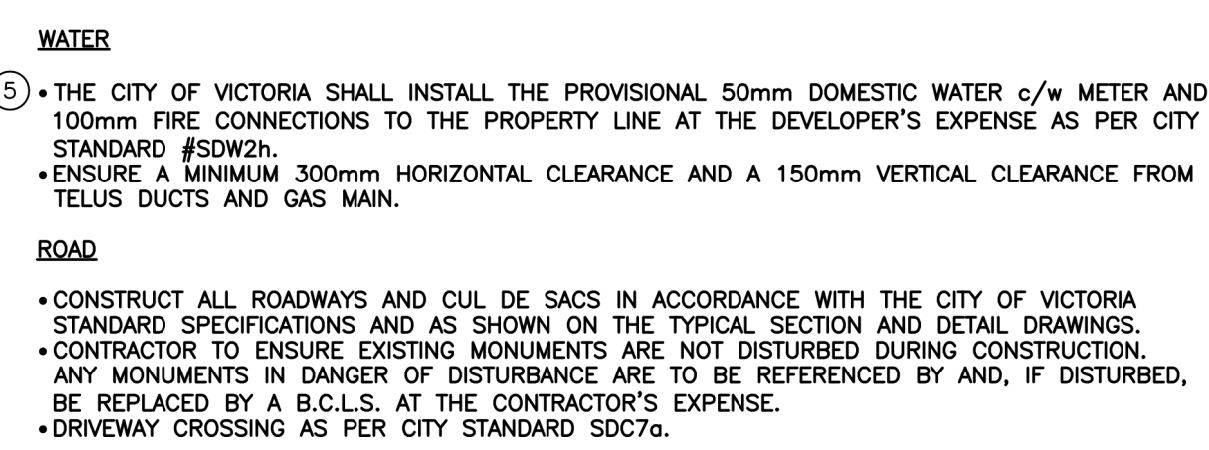 WATER
5 • THE CITY OF VICTORIA SHALL INSTALL THE PROVISIONAL 50mm DOMESTIC WATER c/w METER AND
100mm FIRE CONNECTIONS TO THE PROPERTY LINE AT THE DEVELOPER'S EXPENSE AS PER CITY
STANDARD #SDW2h.
• ENSURE A MINIMUM 300mm HORIZONTAL CLEARANCE AND A 150mm VERTICAL CLEARANCE FROM
TELUS DUCTS AND GAS MAIN.
ROAD
• CONSTRUCT ALL ROADWAYS AND CUL DE SACS IN ACCORDANCE WITH THE CITY OF VICTORIA
STANDARD SPECIFICATIONS AND AS SHOWN ON THE TYPICAL SECTION AND DETAIL DRAWINGS.
• CONTRACTOR TO ENSURE EXISTING MONUMENTS ARE NOT DISTURBED DURING CONSTRUCTION.
ANY MONUMENTS IN DANGER OF DISTURBANCE ARE TO BE REFERENCED BY AND, IF DISTURBED,
BE REPLACED BY A B.C.L.S. AT THE CONTRACTOR'S EXPENSE.
• DRIVEWAY CROSSING AS PER CITY STANDARD SDC7a.